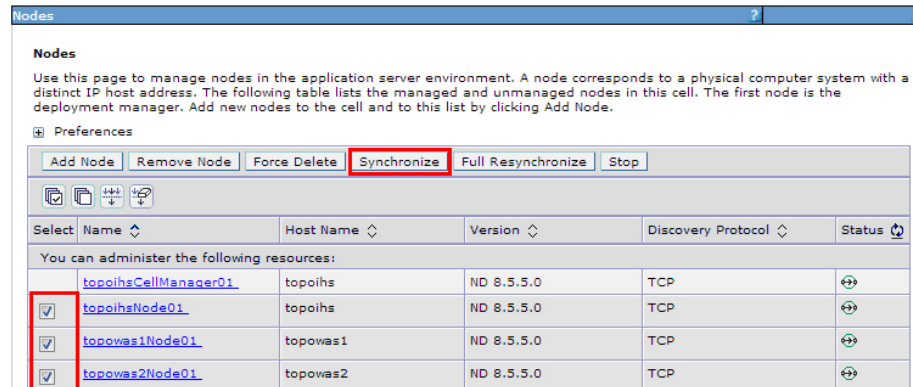 Nodes ?
Nodes
Use this page to manage nodes in the application server environment. A node corresponds to a physical computer system with a
distinct IP host address. The following table lists the managed and unmanaged nodes in this cell. The first node is the
deployment manager. Add new nodes to the cell and to this list by clicking Add Node.
Preferences
Add Node Remove Node Force Delete Synchronize Full Resynchronize Stop
Select Name Host Name Version Discovery Protocol Status
You can administer the following resources:
topoihsCellManager01 topoihs ND 8.5.5.0 TCP
topoihsNode01 topoihs ND 8.5.5.0 TCP
topowas1Node01 topowas1 ND 8.5.5.0 TCP
topowas2Node01 topowas2 ND 8.5.5.0 TCP